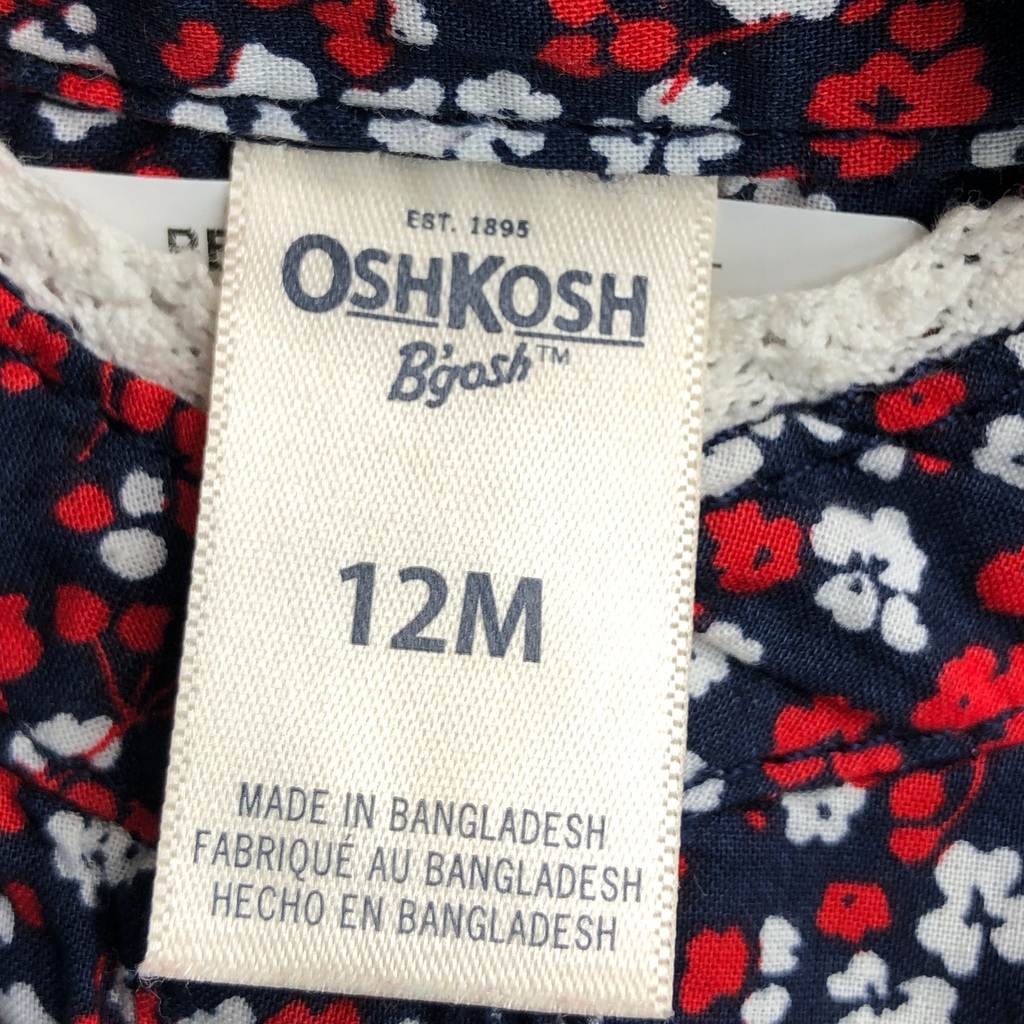 EST. 1895
OSHKOSH
B'gosh™
12M
MADE IN BANGLADESH
FABRIQUÉ AU BANGLADESH
HECHO EN BANGLADESH